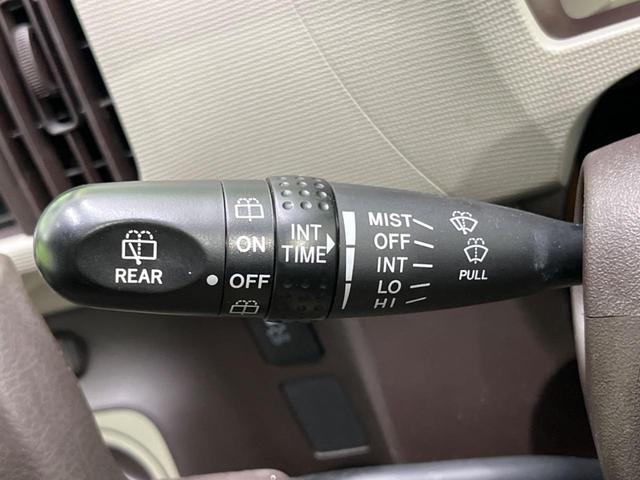 REAR
ON
OFF
INT
TIME
MIST
OFF
INT
LO
HI
PULL